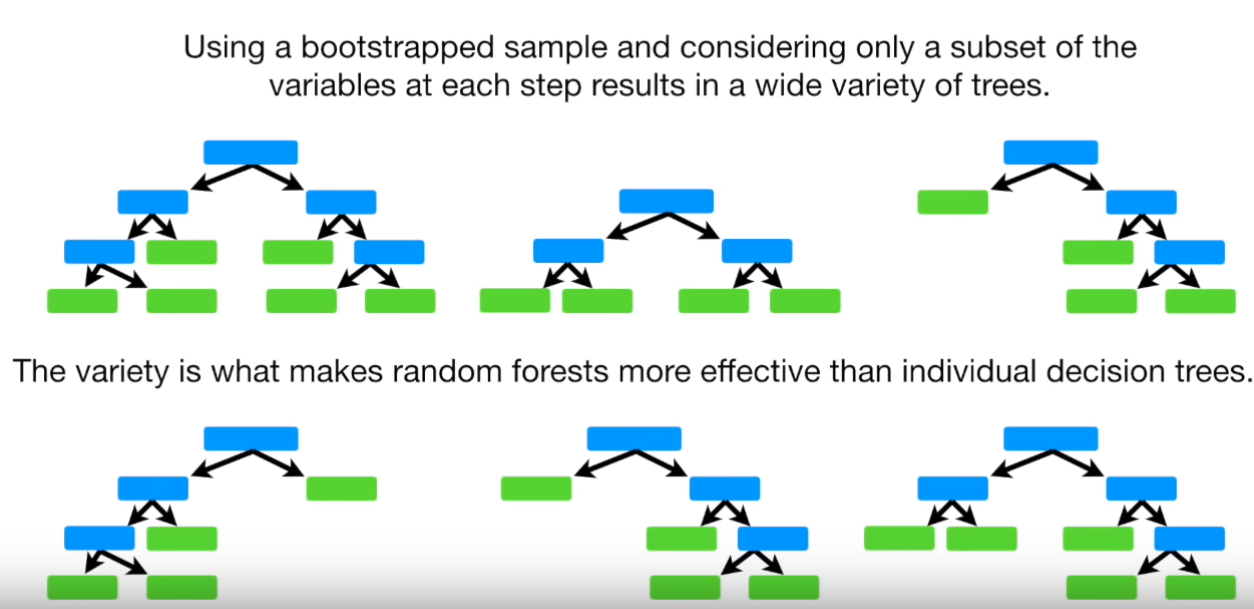 Using a bootstrapped sample and considering only a subset of the
variables at each step results in a wide variety of trees.
The variety is what makes random forests more effective than individual decision trees.